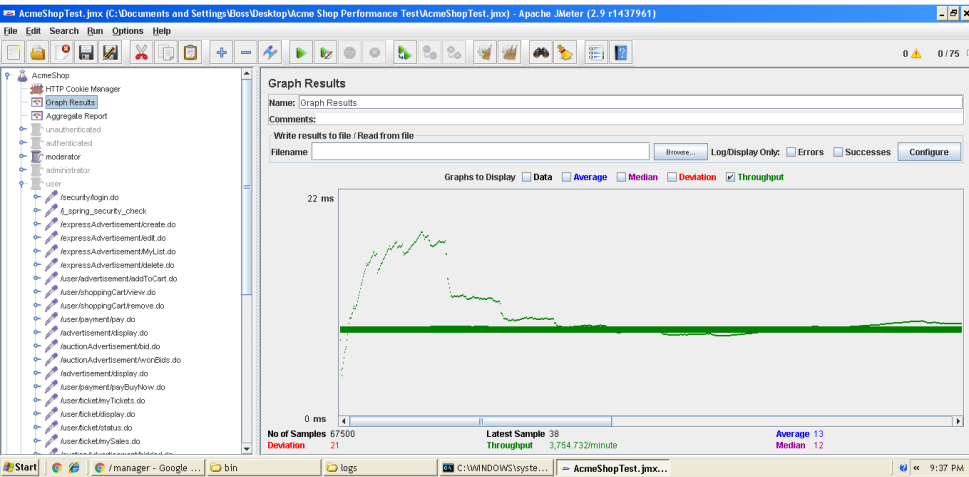 AcmeShopTest.jmx (C:\Documents and Settings\Boss\Desktop\Acme Shop Performance Test\AcmeShopTest.jmx) - Apache JMeter (2.9 r1437961)
File Edit Search Run Options Help
0 0 / 75
AcmeShop
HTTP Cookie Manager
Graph Results
Aggregate Report
unauthenticated
authenticated
moderator
administrator
user
/security/login.do
/j_spring_security_check
/expressAdvertisement/create.do
/expressAdvertisement/edit.do
/expressAdvertisement/MyList.do
/expressAdvertisement/delete.do
/user/advertisement/addToCart.do
/user/shoppingCart/view.do
/user/shoppingCart/remove.do
/user/payment/pay.do
/advertisement/display.do
/auctionAdvertisement/bid.do
/auctionAdvertisement/wonBids.do
/advertisement/display.do
/user/payment/payBuyNow.do
/user/ticket/myTickets.do
/user/ticket/display.do
/user/ticket/status.do
/user/ticket/mySales.do
Graph Results
Name: Graph Results
Comments:
Write results to file / Read from file
Filename Browse... Log/Display Only: Errors Successes Configure
Graphs to Display Data Average Median Deviation Throughput
22 ms
0 ms
No of Samples 67500 Latest Sample 38 Average 13
Deviation 21 Throughput 3,754.732/minute Median 12
Start /manager - Google ... bin logs C:\WINDOWS\syste... AcmeShopTest.jmx... « 9:37 PM